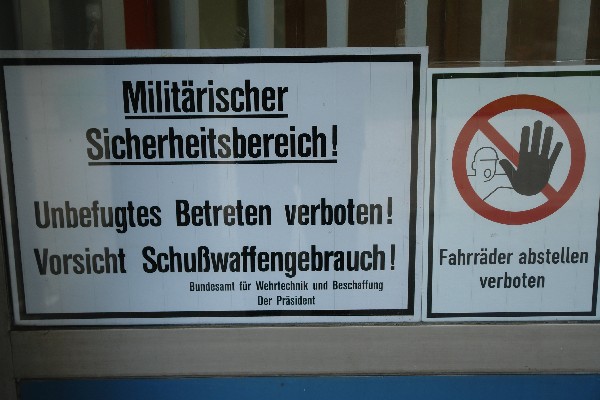 Militärischer
Sicherheitsbereich!
Unbefugtes Betreten verboten!
Vorsicht Schußwaffengebrauch!
Bundesamt für Wehrtechnik und Beschaffung
Der Präsident
Fahrräder abstellen
verboten